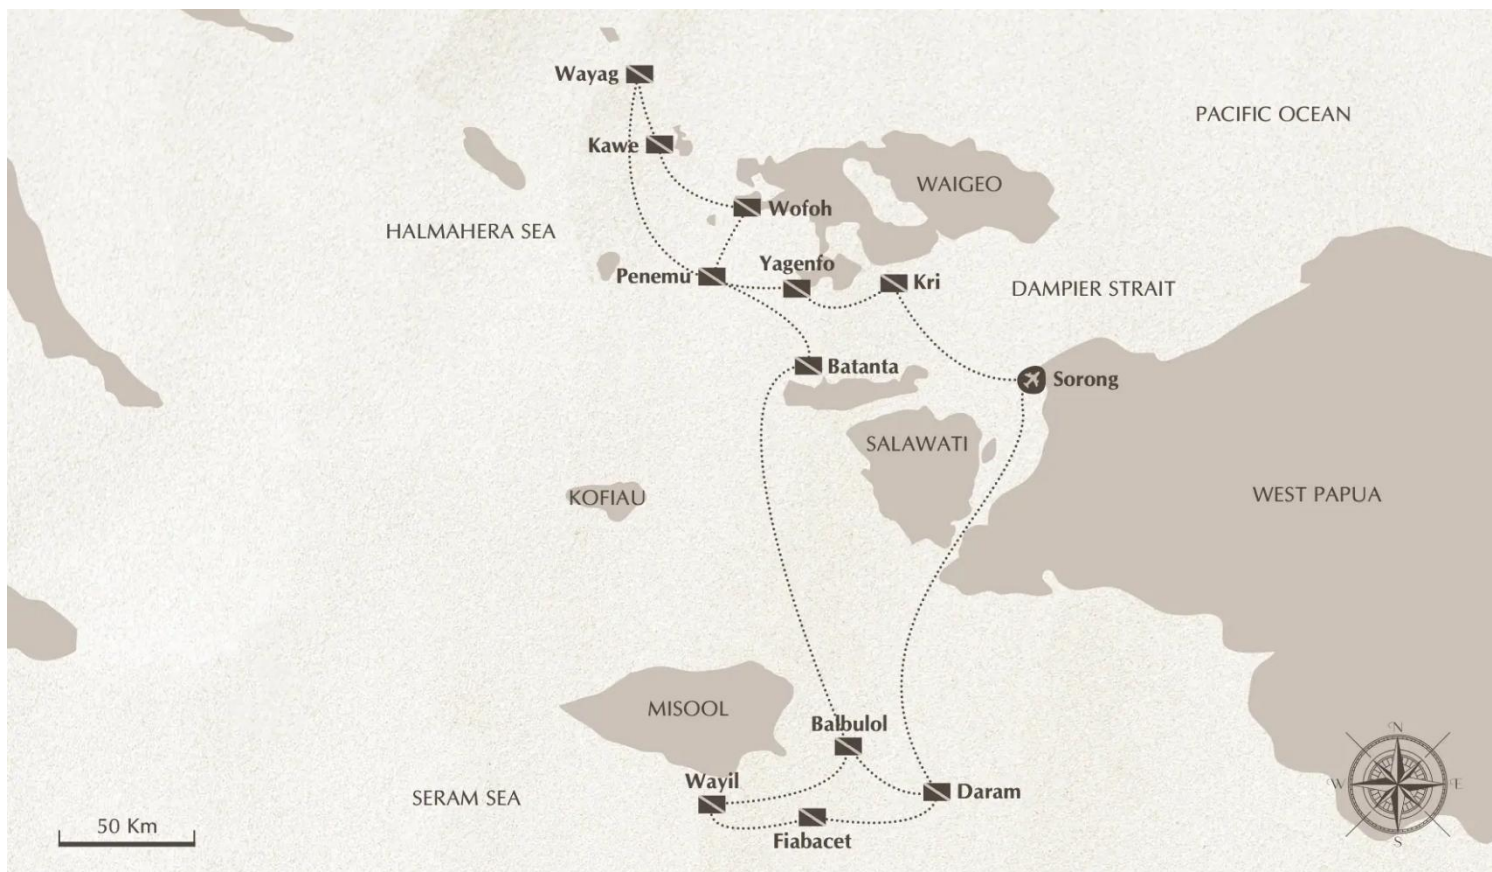 Wayag
PACIFIC OCEAN
Kawe
WAIGEO
Wofoh
HALMAHERA SEA
Yagenfo
Penemu
Kri
DAMPIER STRAIT
Batanta
Sorong
SALAWATI
KOFIAU
WEST PAPUA
MISOOL
Balbulol
N
Wayil
W
E
Daram
SERAM SEA
50 Km
Fiabacet
S